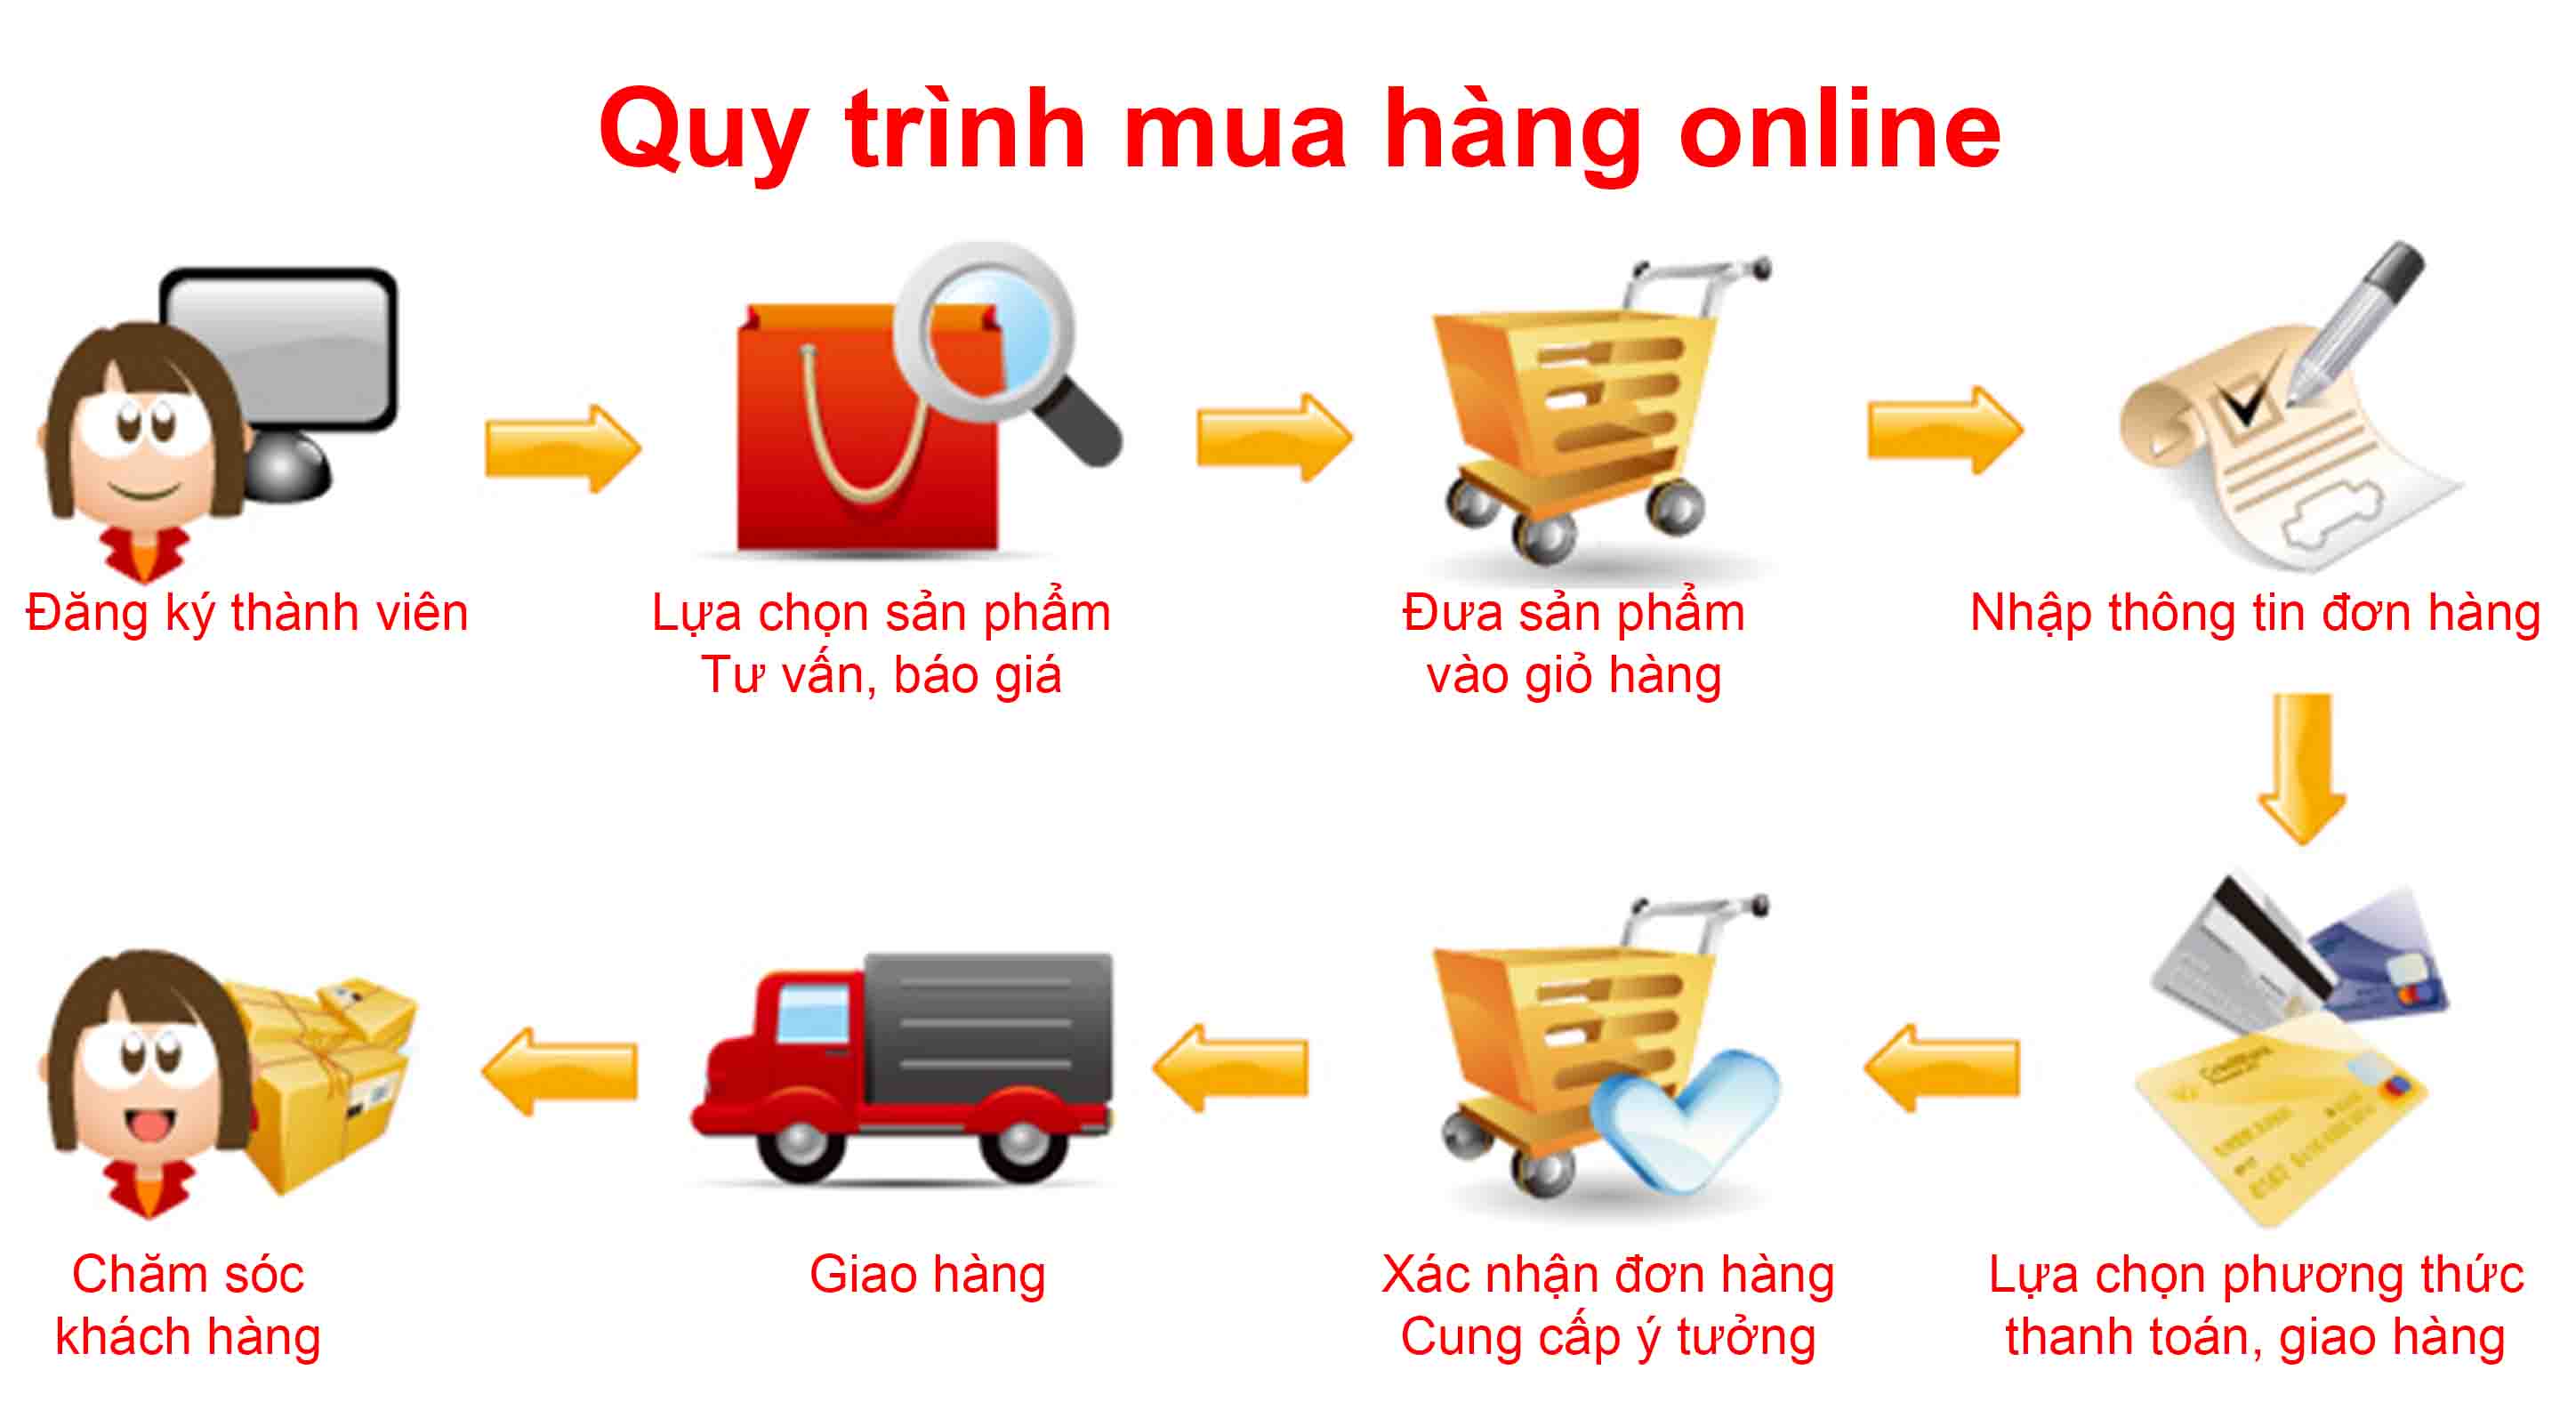 Quy trình mua hàng online
Đăng ký thành viên
Lựa chọn sản phẩm
Tư vấn, báo giá
Đưa sản phẩm
vào giỏ hàng
Nhập thông tin đơn hàng
Lựa chọn phương thức
thanh toán, giao hàng
Xác nhận đơn hàng
Cung cấp ý tưởng
Giao hàng
Chăm sóc
khách hàng